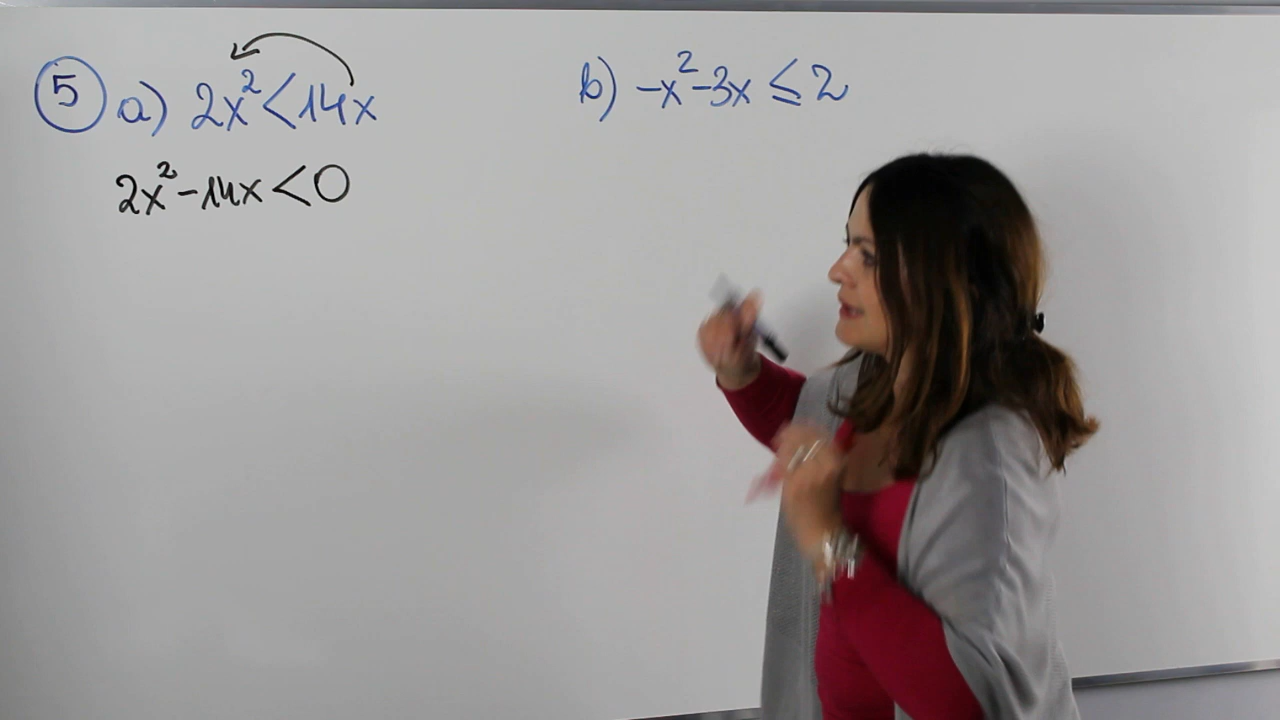 5 a) 2x² < 14x
2x² - 14x < 0
b) -x² - 3x ≤ 2